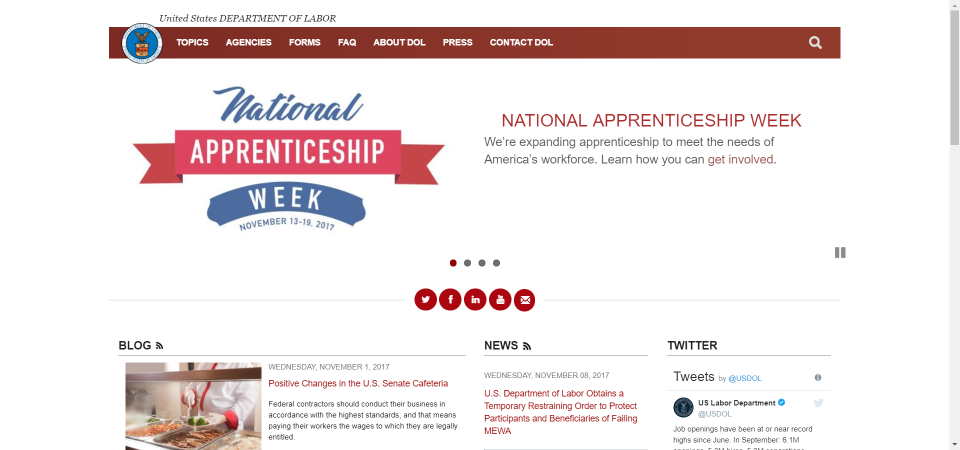 United States DEPARTMENT OF LABOR
TOPICS AGENCIES FORMS FAQ ABOUT DOL PRESS CONTACT DOL
National
APPRENTICESHIP
WEEK
NOVEMBER 13-19, 2017
NATIONAL APPRENTICESHIP WEEK
We're expanding apprenticeship to meet the needs of
America's workforce. Learn how you can get involved.
BLOG
WEDNESDAY, NOVEMBER 1, 2017
Positive Changes in the U.S. Senate Cafeteria
Federal contractors should conduct their business in
accordance with the highest standards, and that means
paying their workers the wages to which they are legally
entitled.
NEWS
WEDNESDAY, NOVEMBER 08, 2017
U.S. Department of Labor Obtains a
Temporary Restraining Order to Protect
Participants and Beneficiaries of Failing
MEWA
TWITTER
Tweets by @USDOL
US Labor Department
@USDOL
Job openings have been at or near record
highs since June. In September: 6.1M